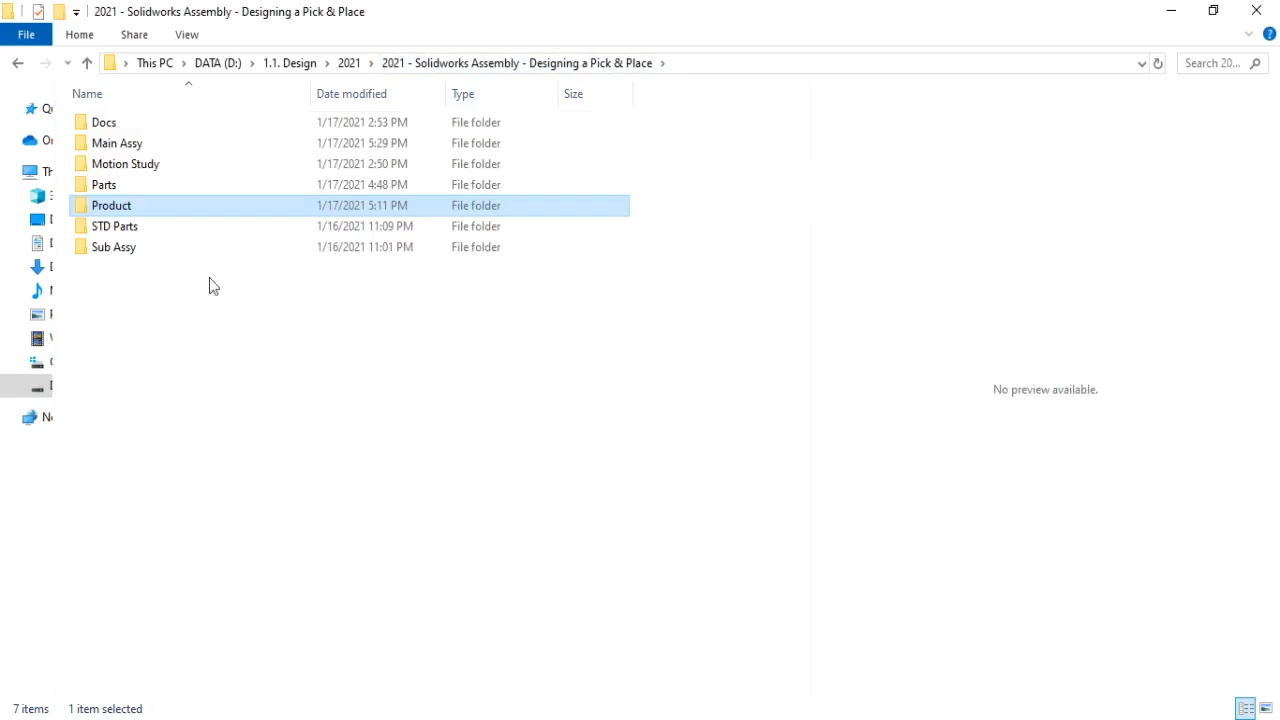 2021 - Solidworks Assembly - Designing a Pick & Place
File Home Share View
This PC > DATA (D:) > 1.1. Design > 2021 > 2021 - Solidworks Assembly - Designing a Pick & Place >
Search 20...
Name Date modified Type Size
Docs 1/17/2021 2:53 PM File folder
Main Assy 1/17/2021 5:29 PM File folder
Motion Study 1/17/2021 2:50 PM File folder
Parts 1/17/2021 4:48 PM File folder
Product 1/17/2021 5:11 PM File folder
STD Parts 1/16/2021 11:09 PM File folder
Sub Assy 1/16/2021 11:01 PM File folder
No preview available.
7 items 1 item selected